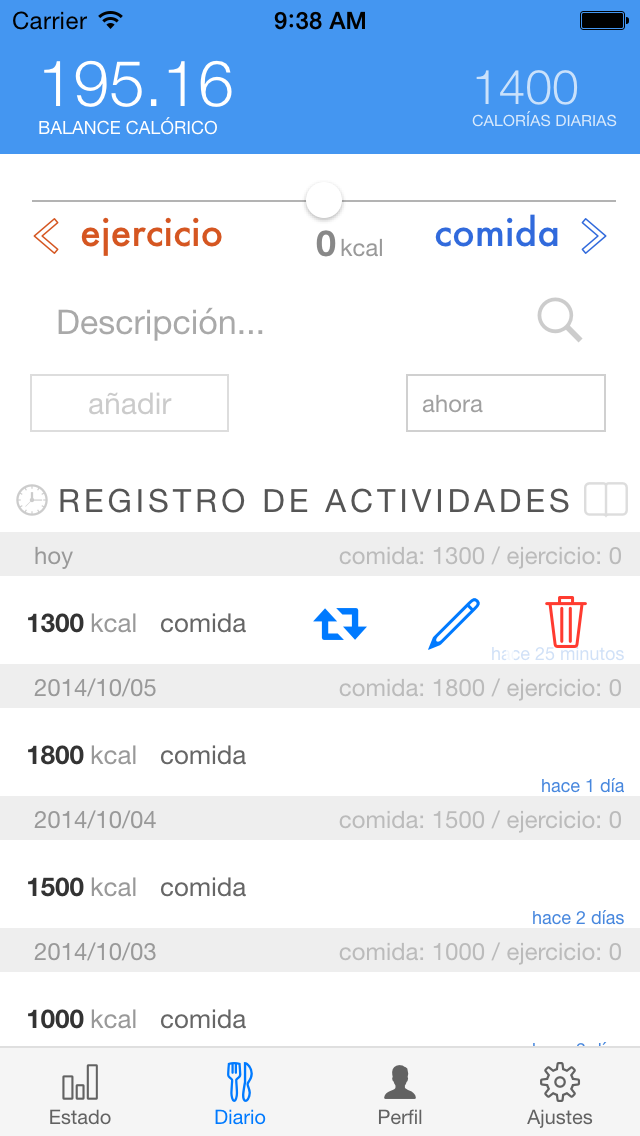 Carrier 9:38 AM
195.16 1400
BALANCE CALÓRICO CALORÍAS DIARIAS
ejercicio 0 kcal comida
Descripción...
añadir ahora
REGISTRO DE ACTIVIDADES
hoy comida: 1300 / ejercicio: 0
1300 kcal comida
hace 25 minutos
2014/10/05 comida: 1800 / ejercicio: 0
1800 kcal comida
hace 1 día
2014/10/04 comida: 1500 / ejercicio: 0
1500 kcal comida
hace 2 días
2014/10/03 comida: 1000 / ejercicio: 0
1000 kcal comida
Estado Diario Perfil Ajustes